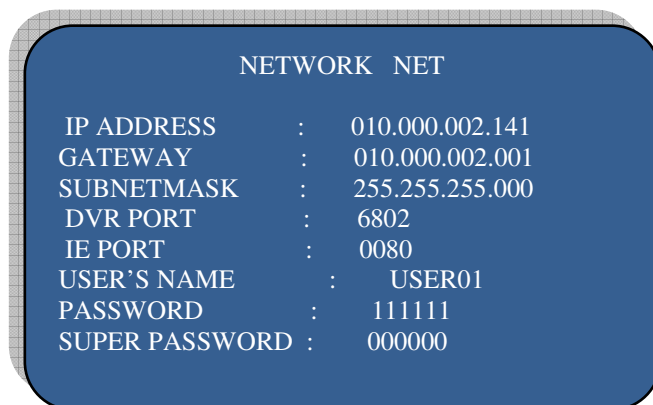 NETWORK NET
IP ADDRESS : 010.000.002.141
GATEWAY : 010.000.002.001
SUBNETMASK : 255.255.255.000
DVR PORT : 6802
IE PORT : 0080
USER’S NAME : USER01
PASSWORD : 111111
SUPER PASSWORD : 000000